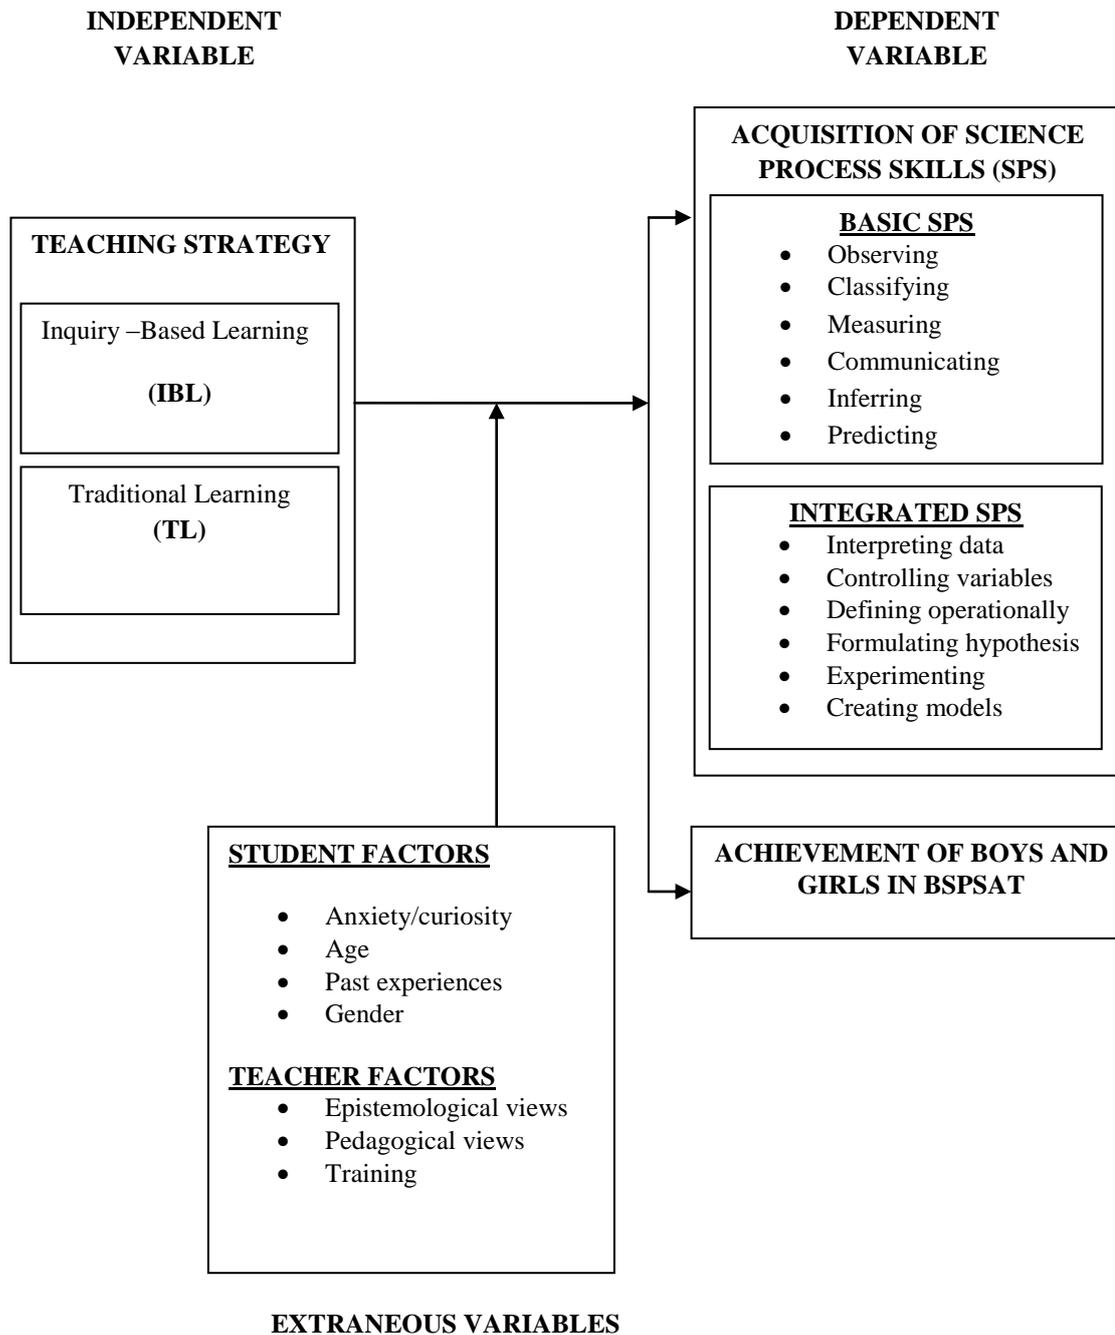 INDEPENDENT
VARIABLE
DEPENDENT
VARIABLE
TEACHING STRATEGY
Inquiry –Based Learning
(IBL)
Traditional Learning
(TL)
ACQUISITION OF SCIENCE
PROCESS SKILLS (SPS)
BASIC SPS
• Observing
• Classifying
• Measuring
• Communicating
• Inferring
• Predicting
INTEGRATED SPS
• Interpreting data
• Controlling variables
• Defining operationally
• Formulating hypothesis
• Experimenting
• Creating models
ACHIEVEMENT OF BOYS AND
GIRLS IN BSPSAT
STUDENT FACTORS
• Anxiety/curiosity
• Age
• Past experiences
• Gender
TEACHER FACTORS
• Epistemological views
• Pedagogical views
• Training
EXTRANEOUS VARIABLES